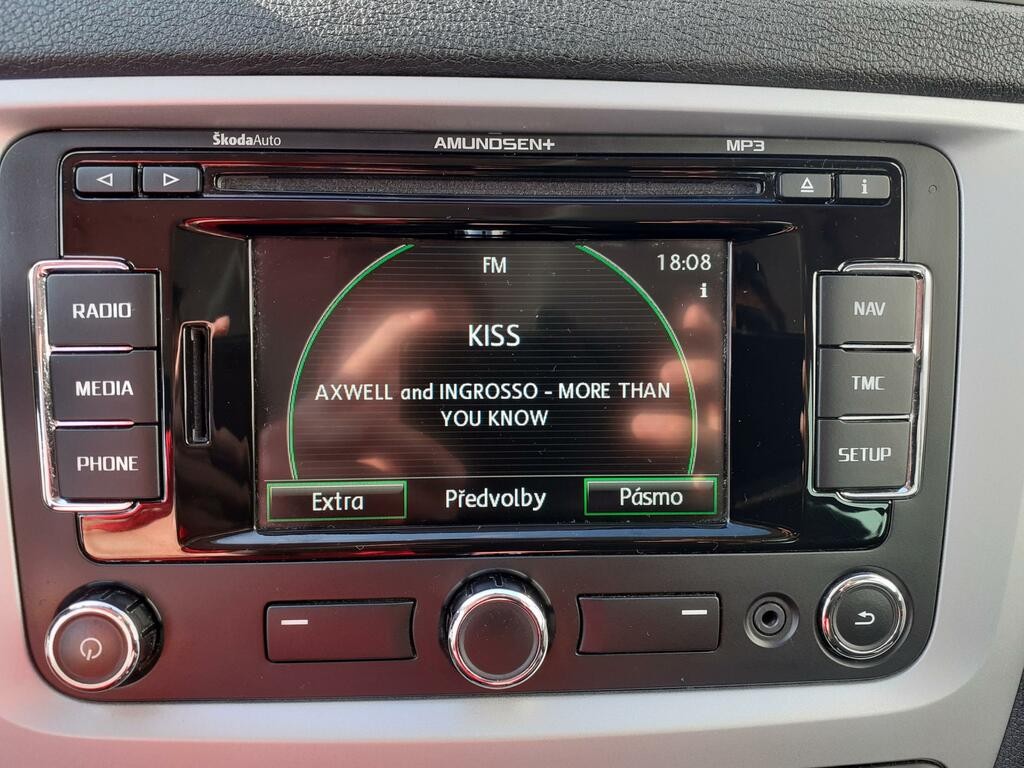 ŠkodaAuto AMUNDSEN+ MP3
i
FM 18:08
i
RADIO
MEDIA
PHONE
KISS
AXWELL and INGROSSO - MORE THAN
YOU KNOW
Extra Předvolby Pásmo
NAV
TMC
SETUP